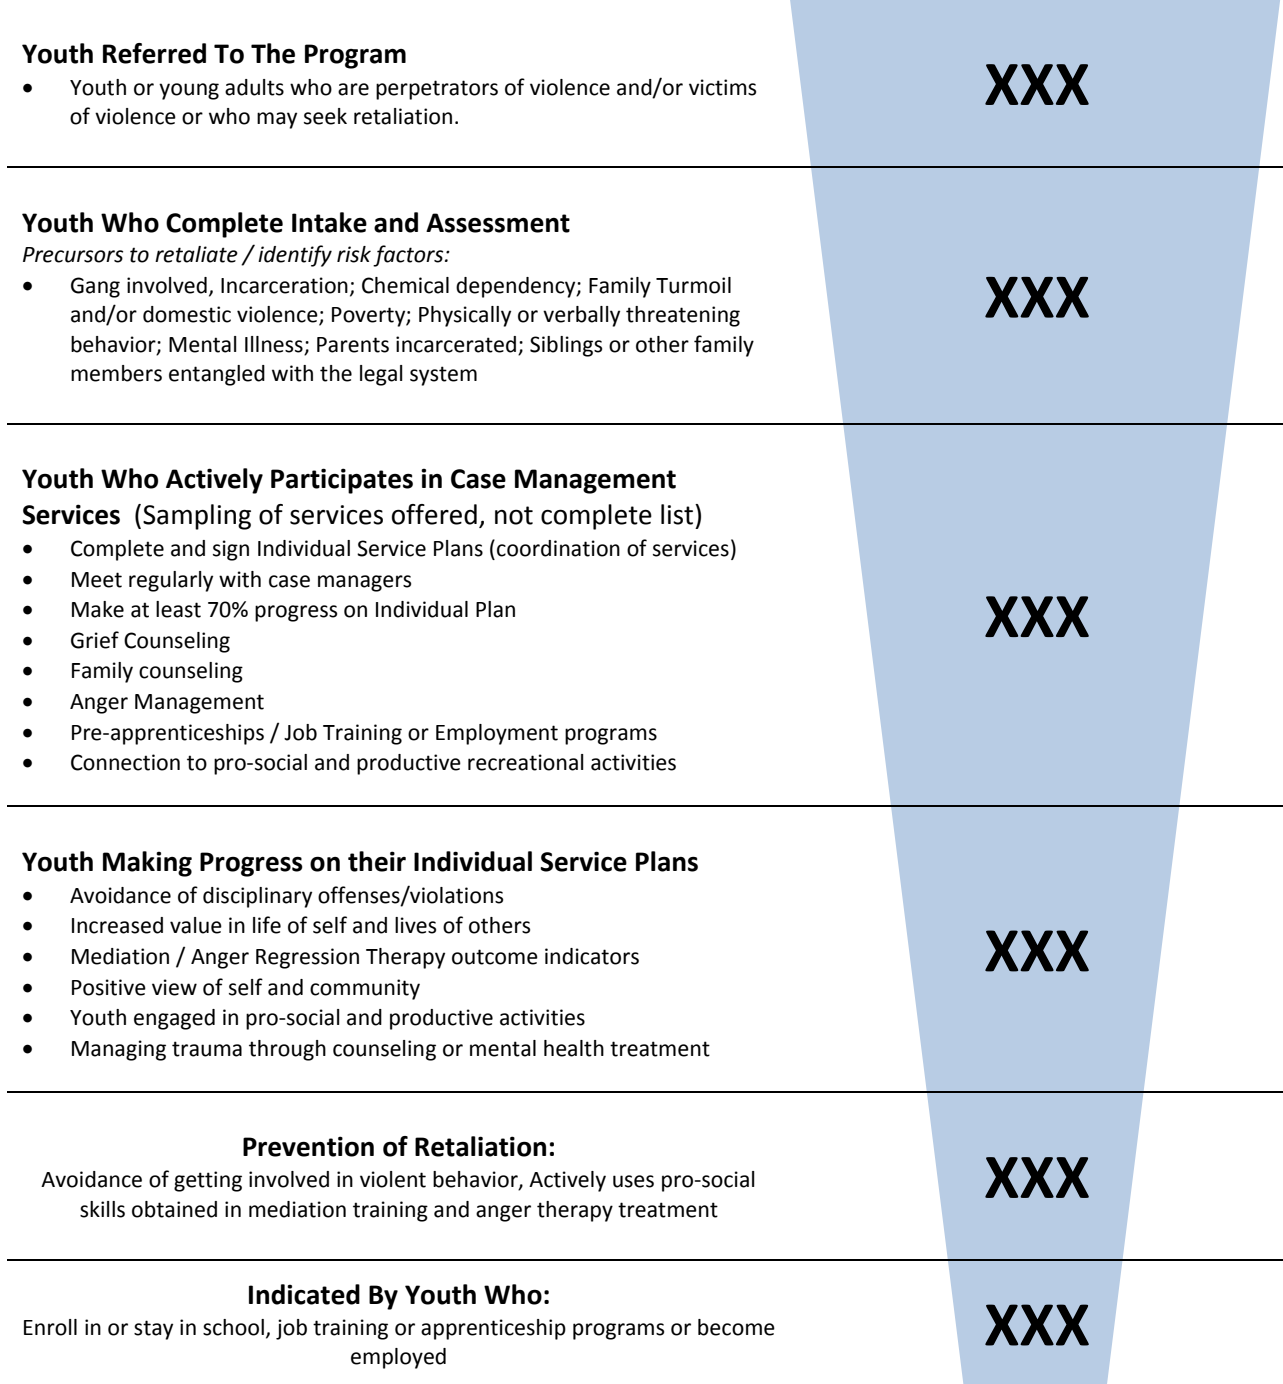 Youth Referred To The Program
• Youth or young adults who are perpetrators of violence and/or victims
of violence or who may seek retaliation.
XXX
Youth Who Complete Intake and Assessment
Precursors to retaliate / identify risk factors:
• Gang involved, Incarceration; Chemical dependency; Family Turmoil
and/or domestic violence; Poverty; Physically or verbally threatening
behavior; Mental Illness; Parents incarcerated; Siblings or other family
members entangled with the legal system
XXX
Youth Who Actively Participates in Case Management
Services (Sampling of services offered, not complete list)
• Complete and sign Individual Service Plans (coordination of services)
• Meet regularly with case managers
• Make at least 70% progress on Individual Plan
• Grief Counseling
• Family counseling
• Anger Management
• Pre-apprenticeships / Job Training or Employment programs
• Connection to pro-social and productive recreational activities
XXX
Youth Making Progress on their Individual Service Plans
• Avoidance of disciplinary offenses/violations
• Increased value in life of self and lives of others
• Mediation / Anger Regression Therapy outcome indicators
• Positive view of self and community
• Youth engaged in pro-social and productive activities
• Managing trauma through counseling or mental health treatment
XXX
Prevention of Retaliation:
Avoidance of getting involved in violent behavior, Actively uses pro-social
skills obtained in mediation training and anger therapy treatment
XXX
Indicated By Youth Who:
Enroll in or stay in school, job training or apprenticeship programs or become
employed
XXX